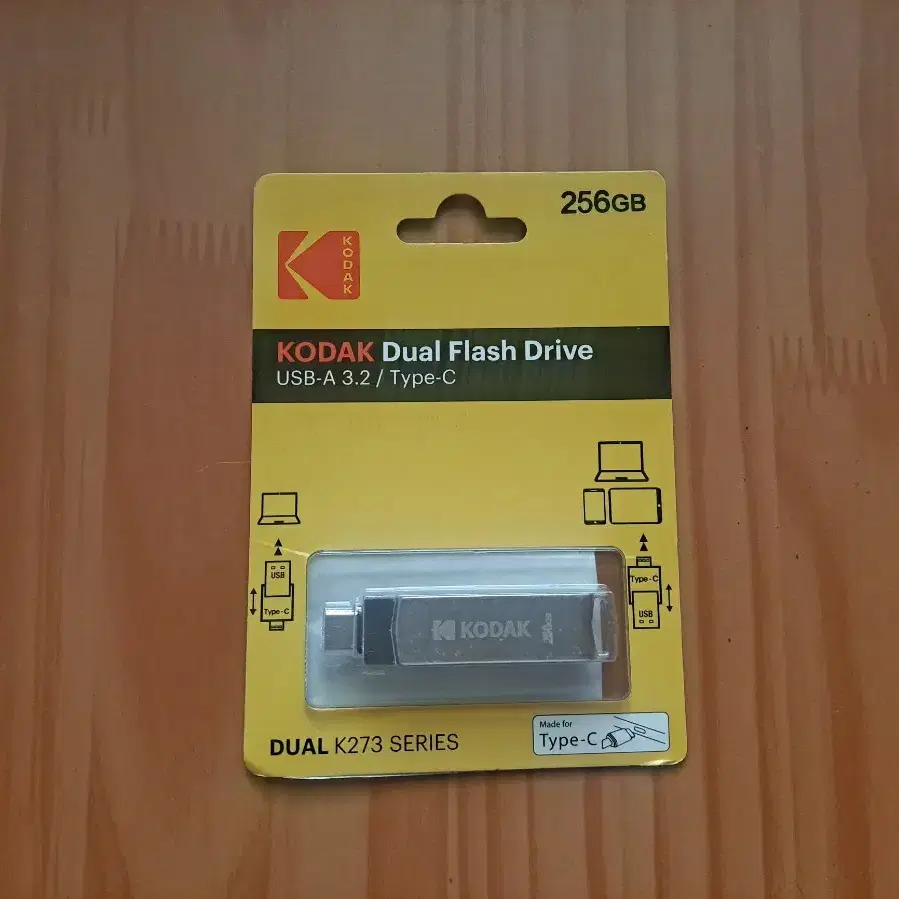 256GB
KODAK
KODAK Dual Flash Drive
USB-A 3.2 / Type-C
USB
Type-C
Type-C
USB
KODAK 256GB
DUAL K273 SERIES
Made for
Type-C